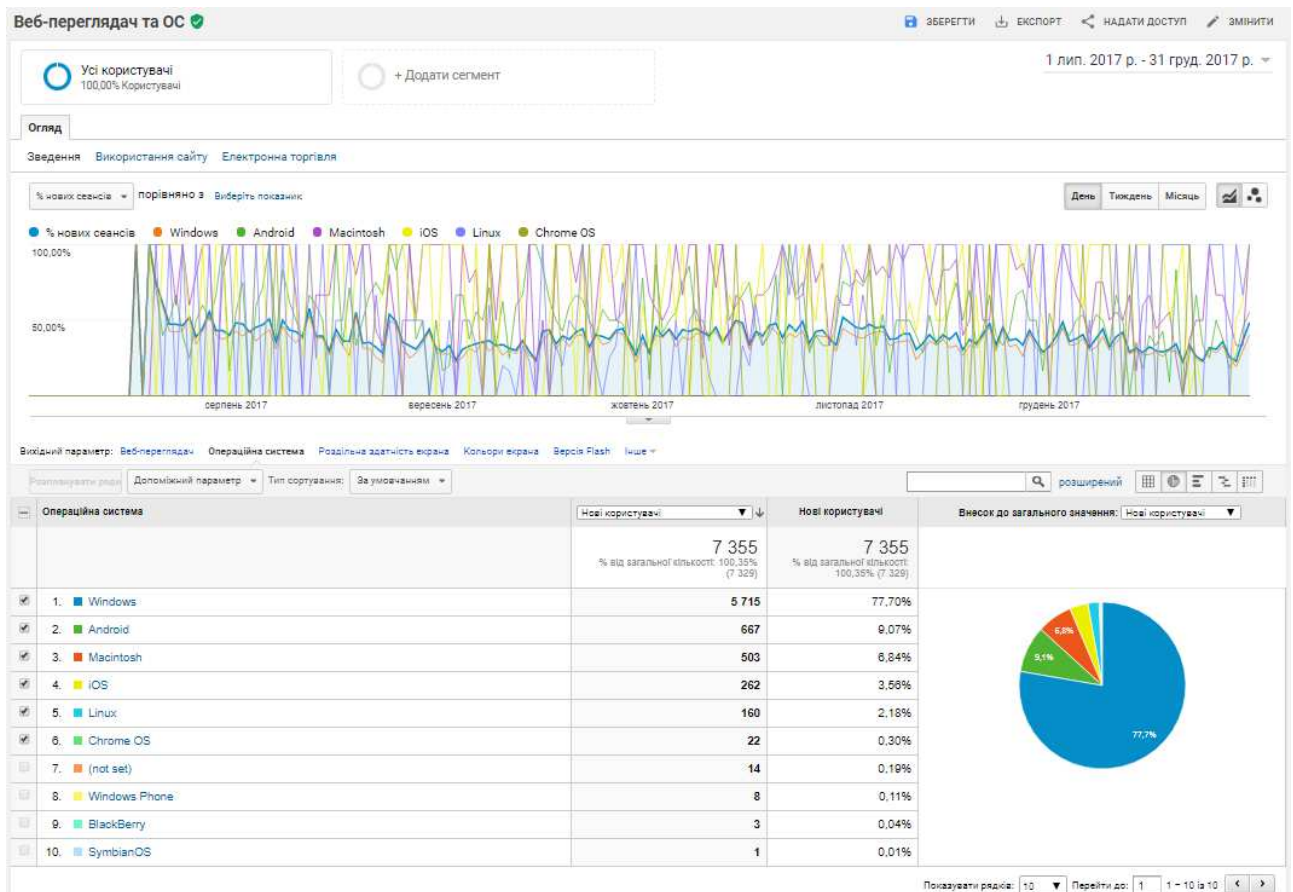 Веб-переглядач та ОС
ЗБЕРЕГТИ ЕКСПОРТ НАДАТИ ДОСТУП ЗМІНИТИ
Усі користувачі
100,00% Користувачі
+ Додати сегмент
1 лип. 2017 р. - 31 груд. 2017 р.
Огляд
Зведення Використання сайту Електронна торгівля
% нових сеансів порівняно з Виберіть показник
День Тиждень Місяць
% нових сеансів Windows Android Macintosh iOS Linux Chrome OS
100,00%
50,00%
серпень 2017 вересень 2017 жовтень 2017 листопад 2017 грудень 2017
Вихідний параметр: Веб-переглядач Операційна система Роздільна здатність екрана Кольори екрана Версія Flash Інше
Розпланувати ряди Допоміжний параметр Тип сортування: За умовчанням розширений
Операційна система Нові користувачі Нові користувачі Внесок до загального значення: Нові користувачі
7 355 7 355
% від загальної кількості: 100,35% (7 329) % від загальної кількості: 100,35% (7 329)
1. Windows 5 715 77,70%
2. Android 667 9,07%
3. Macintosh 503 6,84%
4. iOS 262 3,56%
5. Linux 160 2,18%
6. Chrome OS 22 0,30%
7. (not set) 14 0,19%
8. Windows Phone 8 0,11%
9. BlackBerry 3 0,04%
10. SymbianOS 1 0,01%
6,8%
9,1%
77,7%
Показувати рядків: 10 Перейти до: 1 1 – 10 із 10